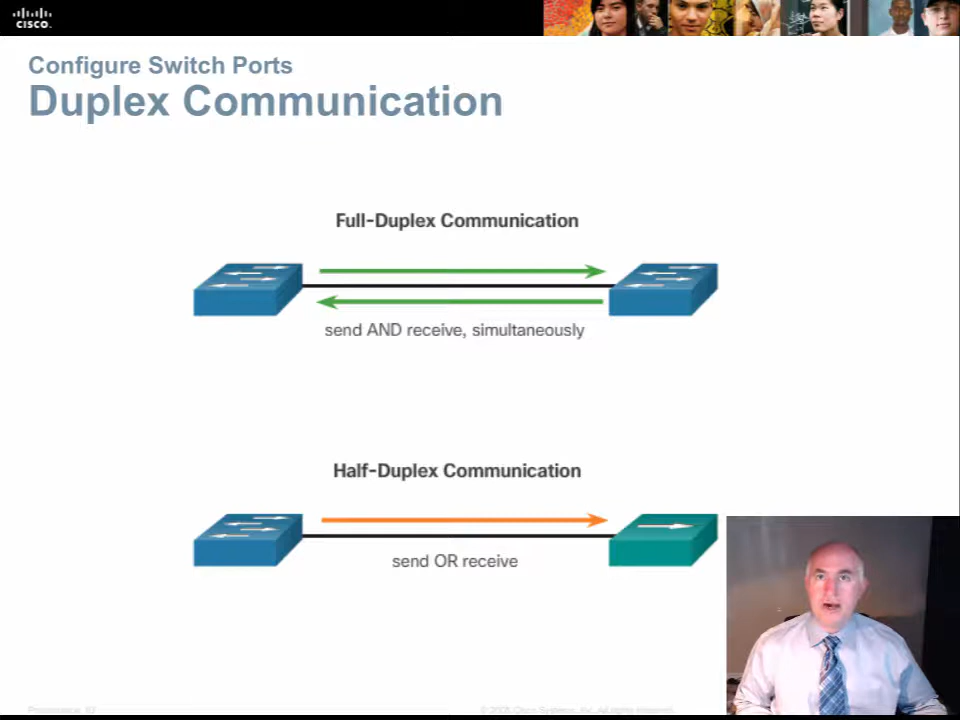 CISCO
Configure Switch Ports
Duplex Communication
Full-Duplex Communication
send AND receive, simultaneously
Half-Duplex Communication
send OR receive